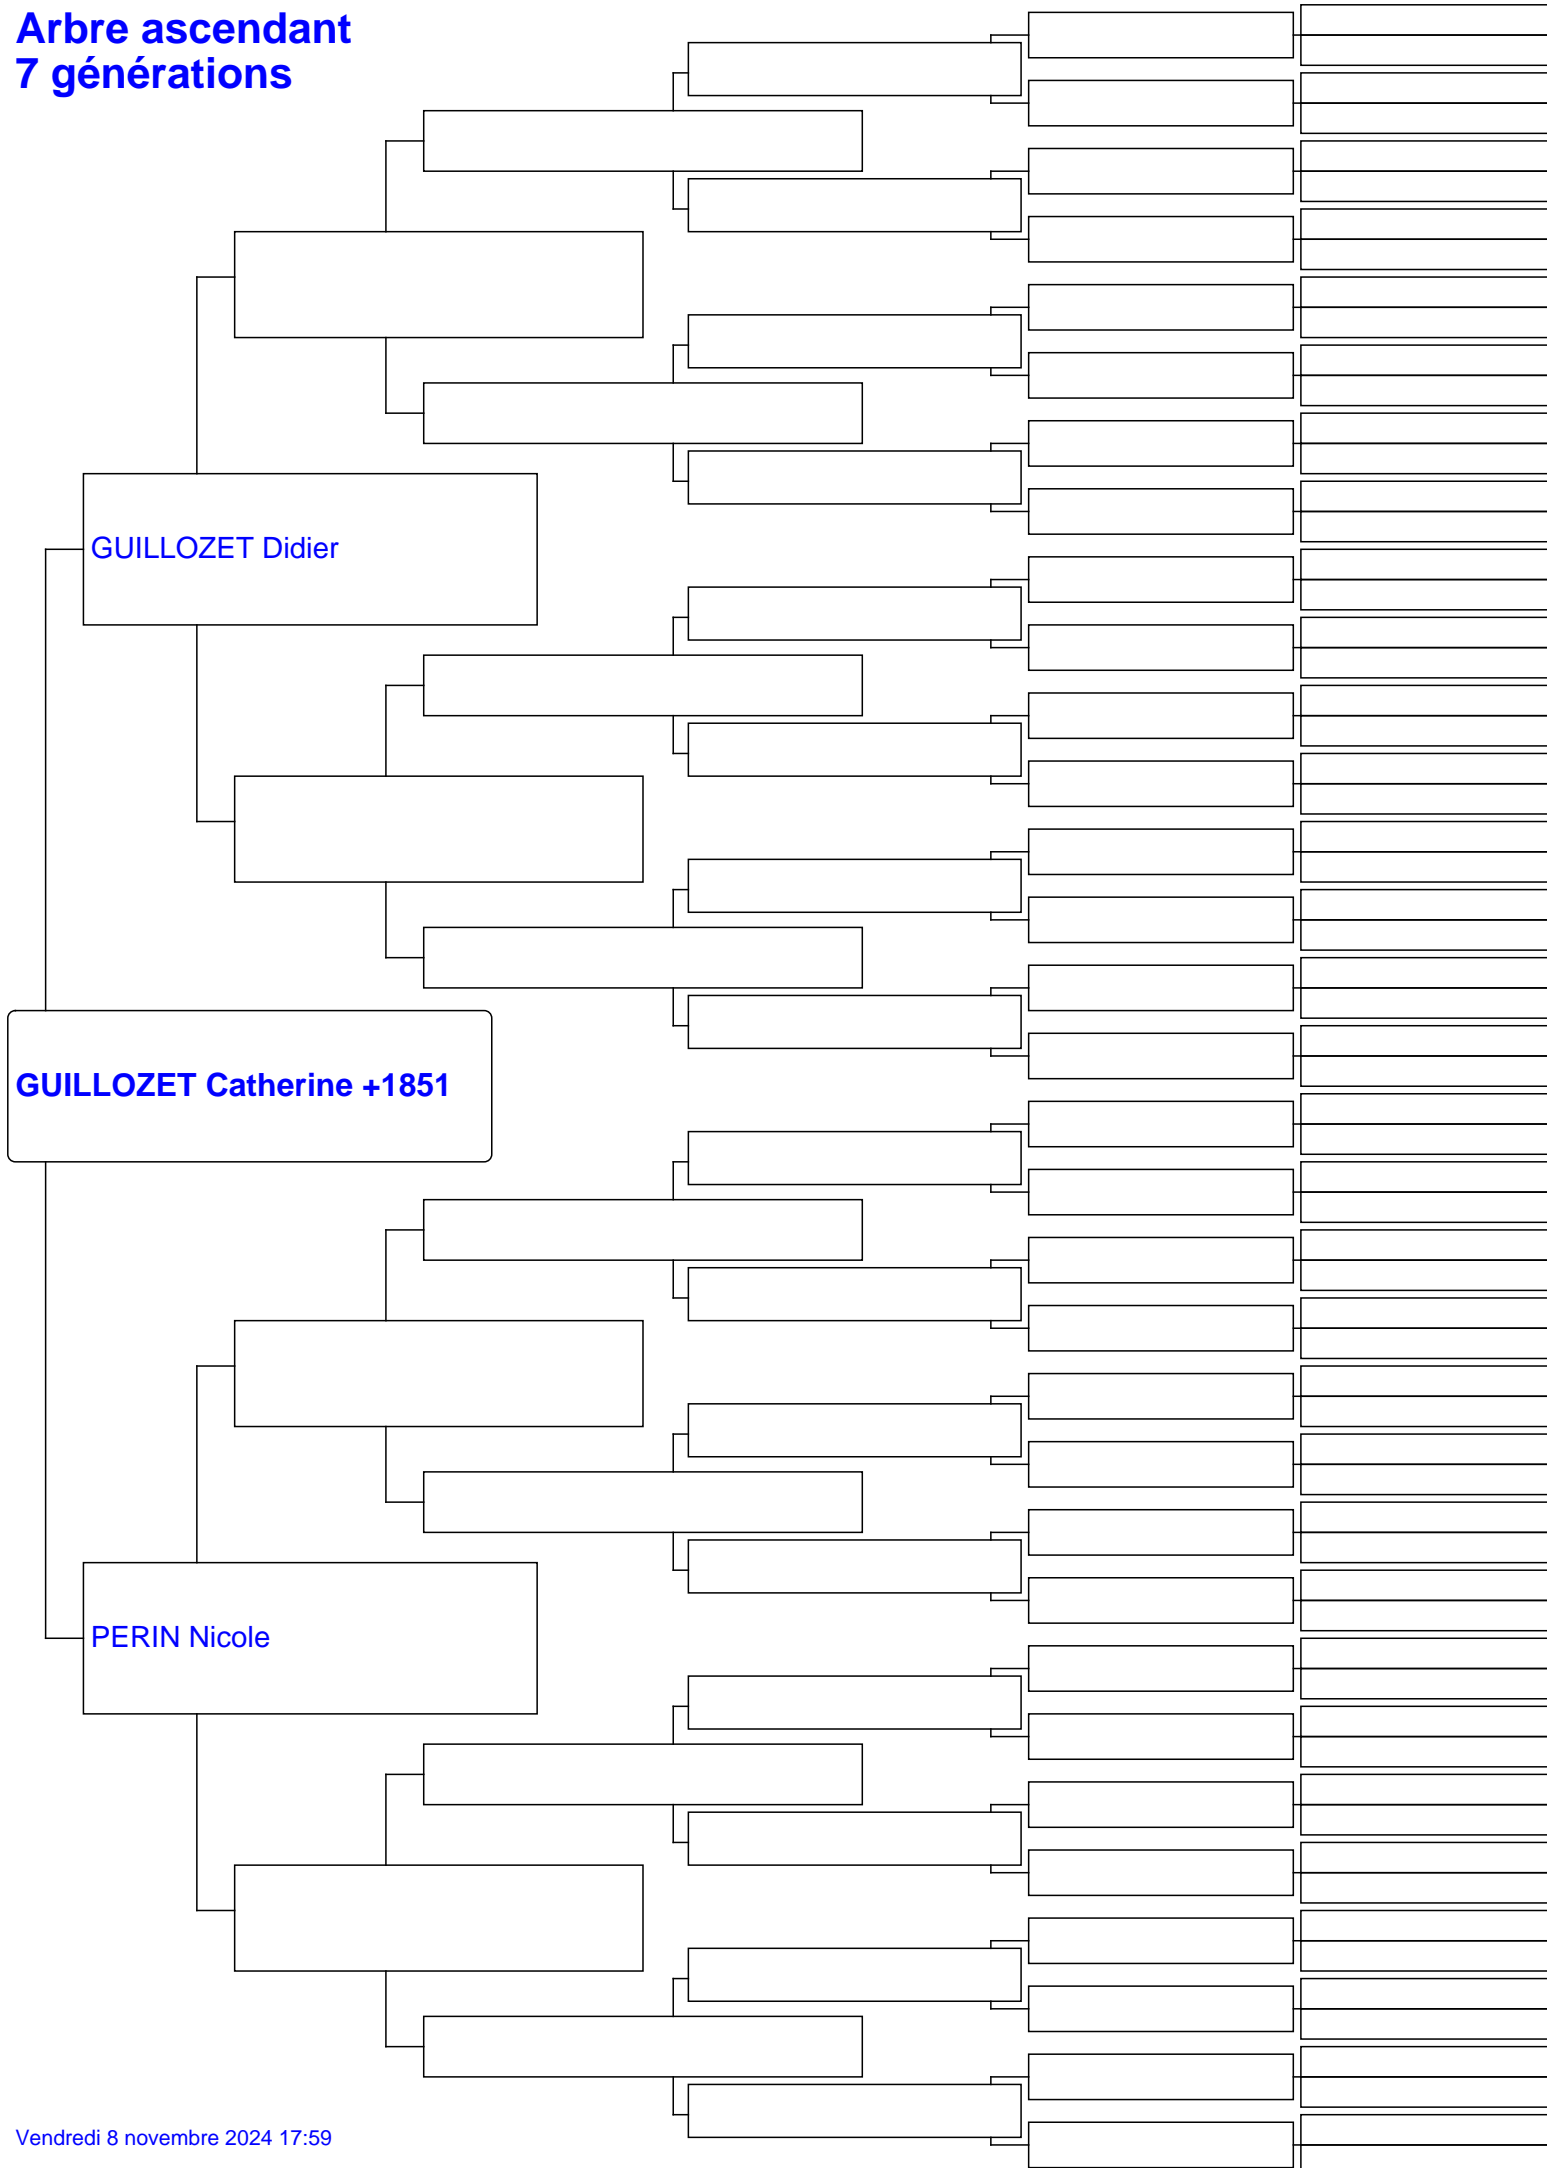 Arbre ascendant
7 générations
GUILLOZET Didier
GUILLOZET Catherine +1851
PERIN Nicole
Vendredi 8 novembre 2024 17:59